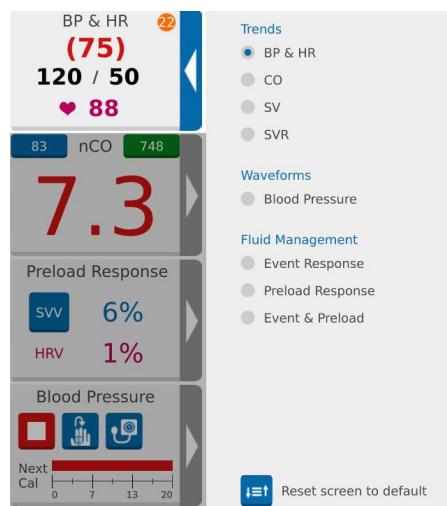 BP & HR
22
(75)
120 / 50
88
83 nCO 748
7.3
Preload Response
SVV 6%
HRV 1%
Blood Pressure
Next
Cal
0 7 13 20
Trends
BP & HR
CO
SV
SVR
Waveforms
Blood Pressure
Fluid Management
Event Response
Preload Response
Event & Preload
Reset screen to default